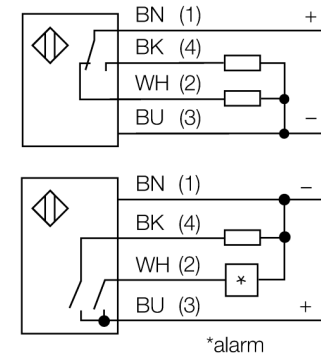 BN (1) +
BK (4)
WH (2)
BU (3) −
BN (1) −
BK (4)
WH (2)
*
BU (3) +
*alarm